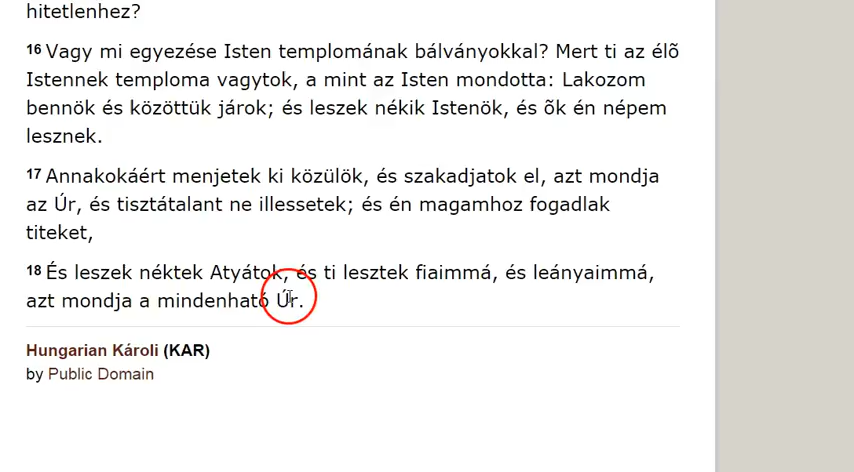 hitetlenhez?
16 Vagy mi egyezése Isten templomának bálványokkal? Mert ti az élõ
Istennek temploma vagytok, a mint az Isten mondotta: Lakozom
bennök és közöttük járok; és leszek nékik Istenök, és õk én népem
lesznek.
17 Annakokáért menjetek ki közülök, és szakadjatok el, azt mondja
az Úr, és tisztátalant ne illessetek; és én magamhoz fogadlak
titeket,
18 És leszek néktek Atyátok, és ti lesztek fiaimmá, és leányaimmá,
azt mondja a mindenható Úr.
Hungarian Károli (KAR)
by Public Domain